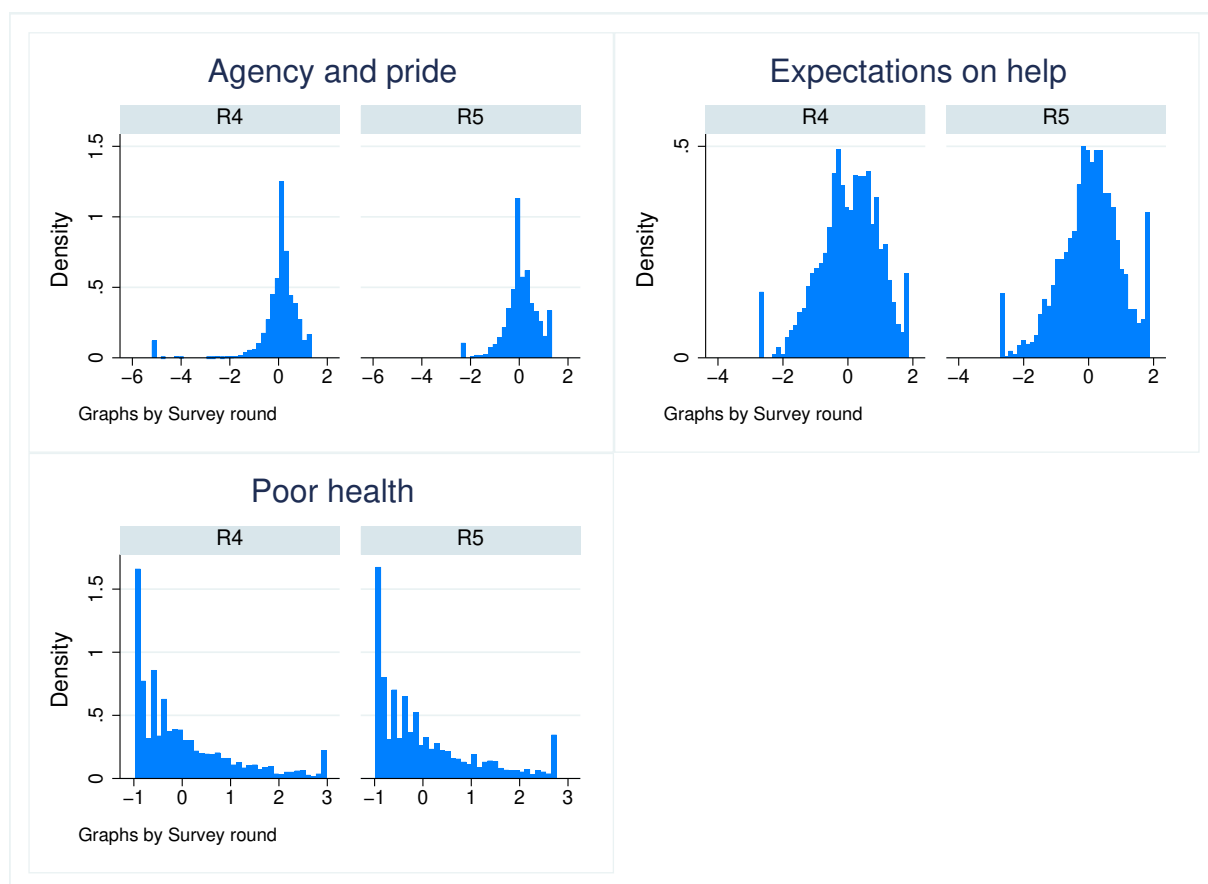 Agency and pride
R4 R5
Density
0 .5 1 1.5
−6 −4 −2 0 2 −6 −4 −2 0 2
Graphs by Survey round
Expectations on help
R4 R5
Density
0 .5
−4 −2 0 2 −4 −2 0 2
Graphs by Survey round
Poor health
R4 R5
Density
0 .5 1 1.5
−1 0 1 2 3 −1 0 1 2 3
Graphs by Survey round